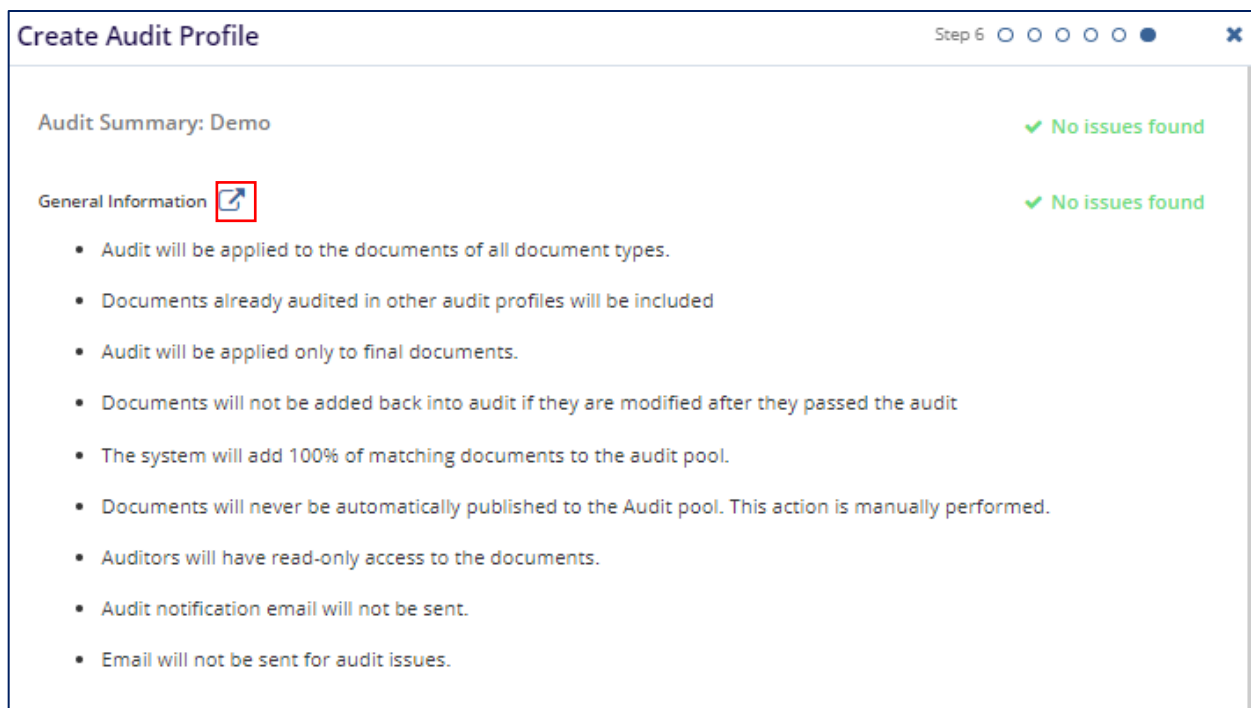 Create Audit Profile
Step 6
Audit Summary: Demo
No issues found
General Information
No issues found
Audit will be applied to the documents of all document types.
Documents already audited in other audit profiles will be included
Audit will be applied only to final documents.
Documents will not be added back into audit if they are modified after they passed the audit
The system will add 100% of matching documents to the audit pool.
Documents will never be automatically published to the Audit pool. This action is manually performed.
Auditors will have read-only access to the documents.
Audit notification email will not be sent.
Email will not be sent for audit issues.